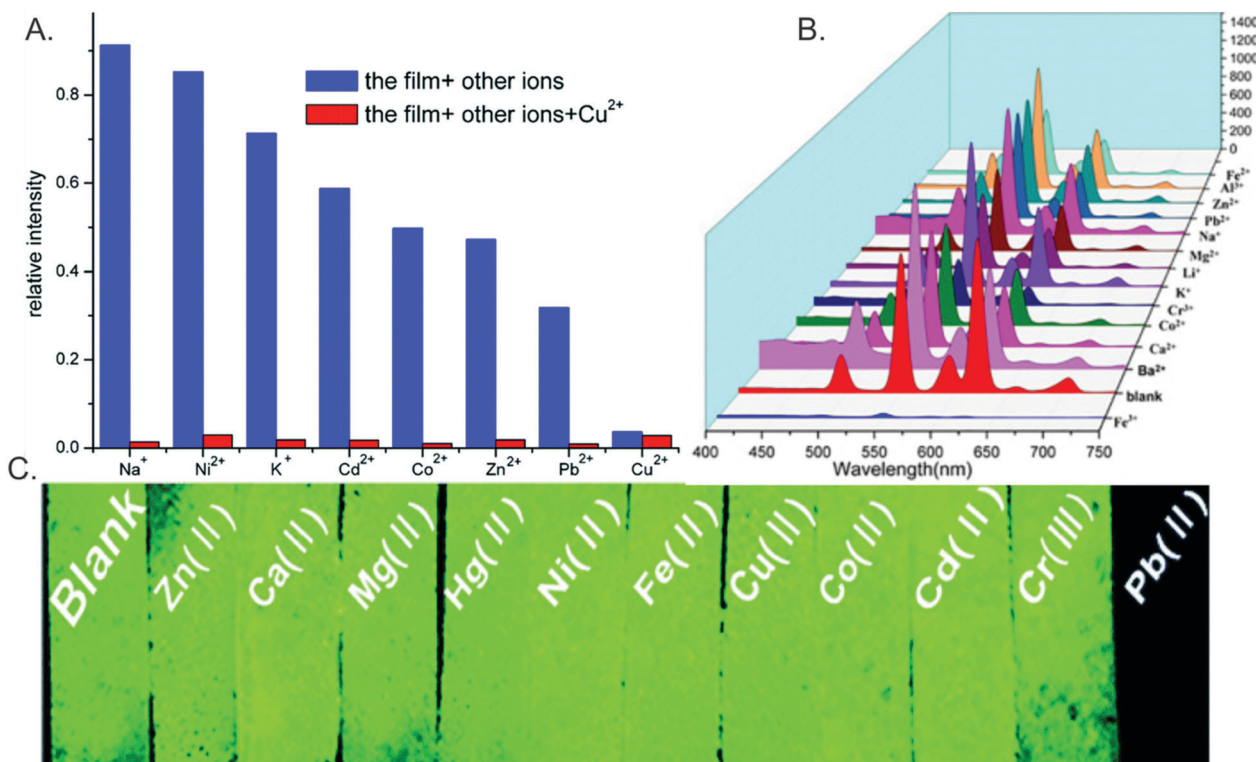 A.
relative intensity
0.8
0.6
0.4
0.2
0.0
the film+ other ions
the film+ other ions+Cu²⁺
Na⁺ Ni²⁺ K⁺ Cd²⁺ Co²⁺ Zn²⁺ Pb²⁺ Cu²⁺
B.
1400
1200
1000
800
600
400
200
0
Fe²⁺
Al³⁺
Zn²⁺
Pb²⁺
Na⁺
Mg²⁺
Li⁺
K⁺
Cr³⁺
Co²⁺
Ca²⁺
Ba²⁺
blank
Fe³⁺
400 450 500 550 600 650 700 750
Wavelength(nm)
C.
Blank Zn(II) Ca(II) Mg(II) Hg(II) Ni(II) Fe(II) Cu(II) Co(II) Cd(II) Cr(III) Pb(II)